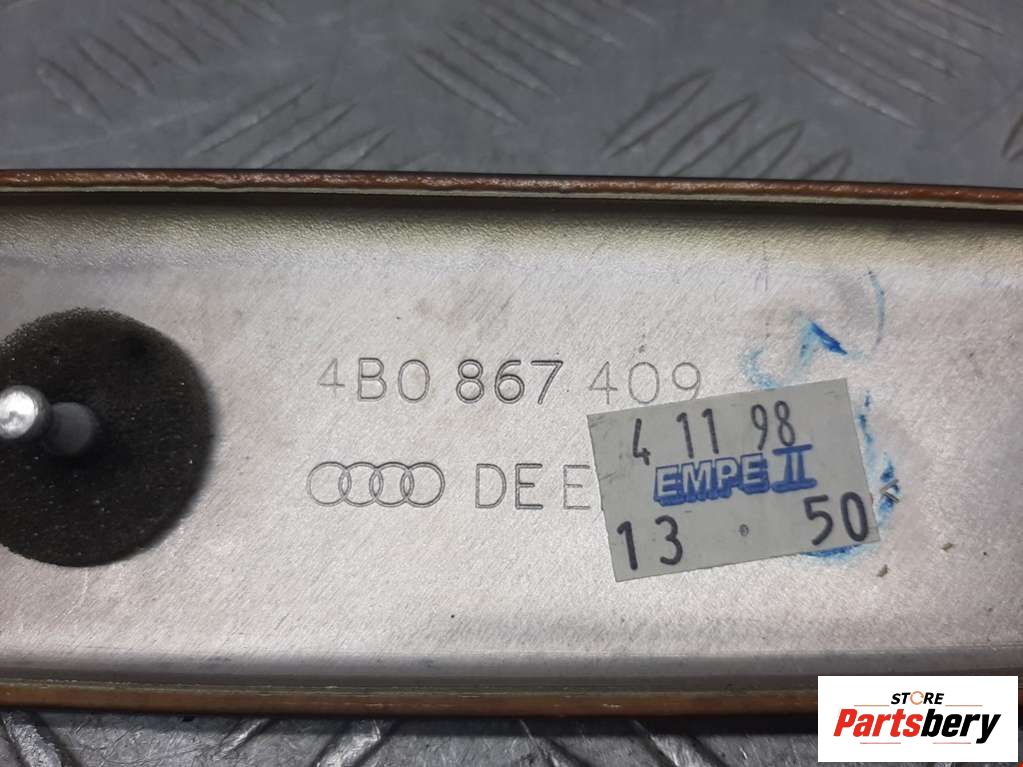 4B0 867 409
DE E
4 11 98
EMPE II
13 . 50
STORE
Partsbery